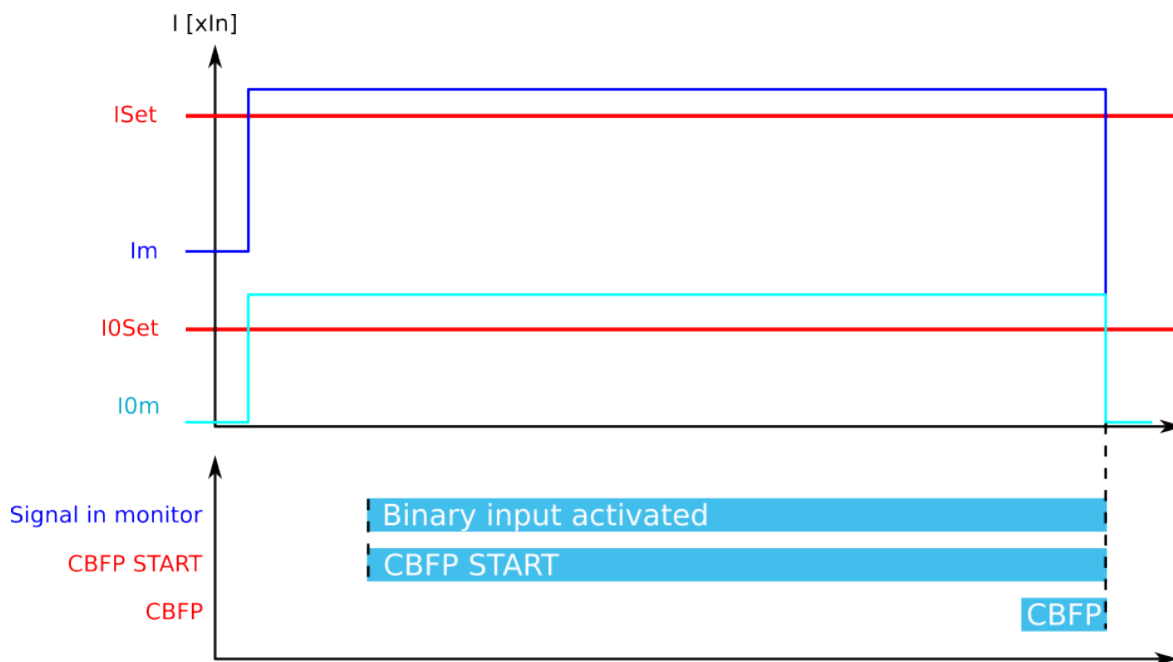 I [xIn]
ISet
Im
I0Set
I0m
Signal in monitor
Binary input activated
CBFP START
CBFP START
CBFP
CBFP